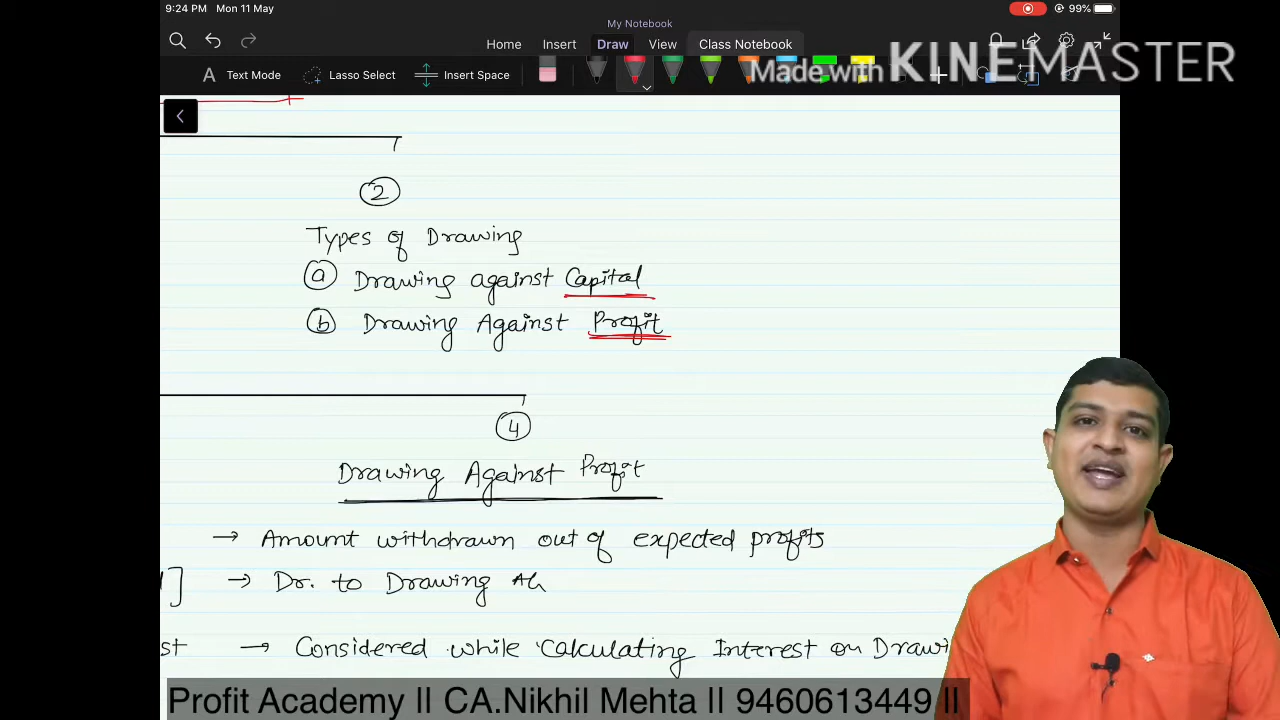 9:24 PM Mon 11 May
99%
My Notebook
Home Insert Draw View Class Notebook
A Text Mode Lasso Select Insert Space
Made with KINEMASTER
2
Types of Drawing
a Drawing against Capital
b Drawing Against Profit
4
Drawing Against Profit
→ Amount withdrawn out of expected profits
] → Dr. to Drawing A/c
st → Considered while Calculating Interest on Drawi
Profit Academy ll CA.Nikhil Mehta ll 9460613449 ll